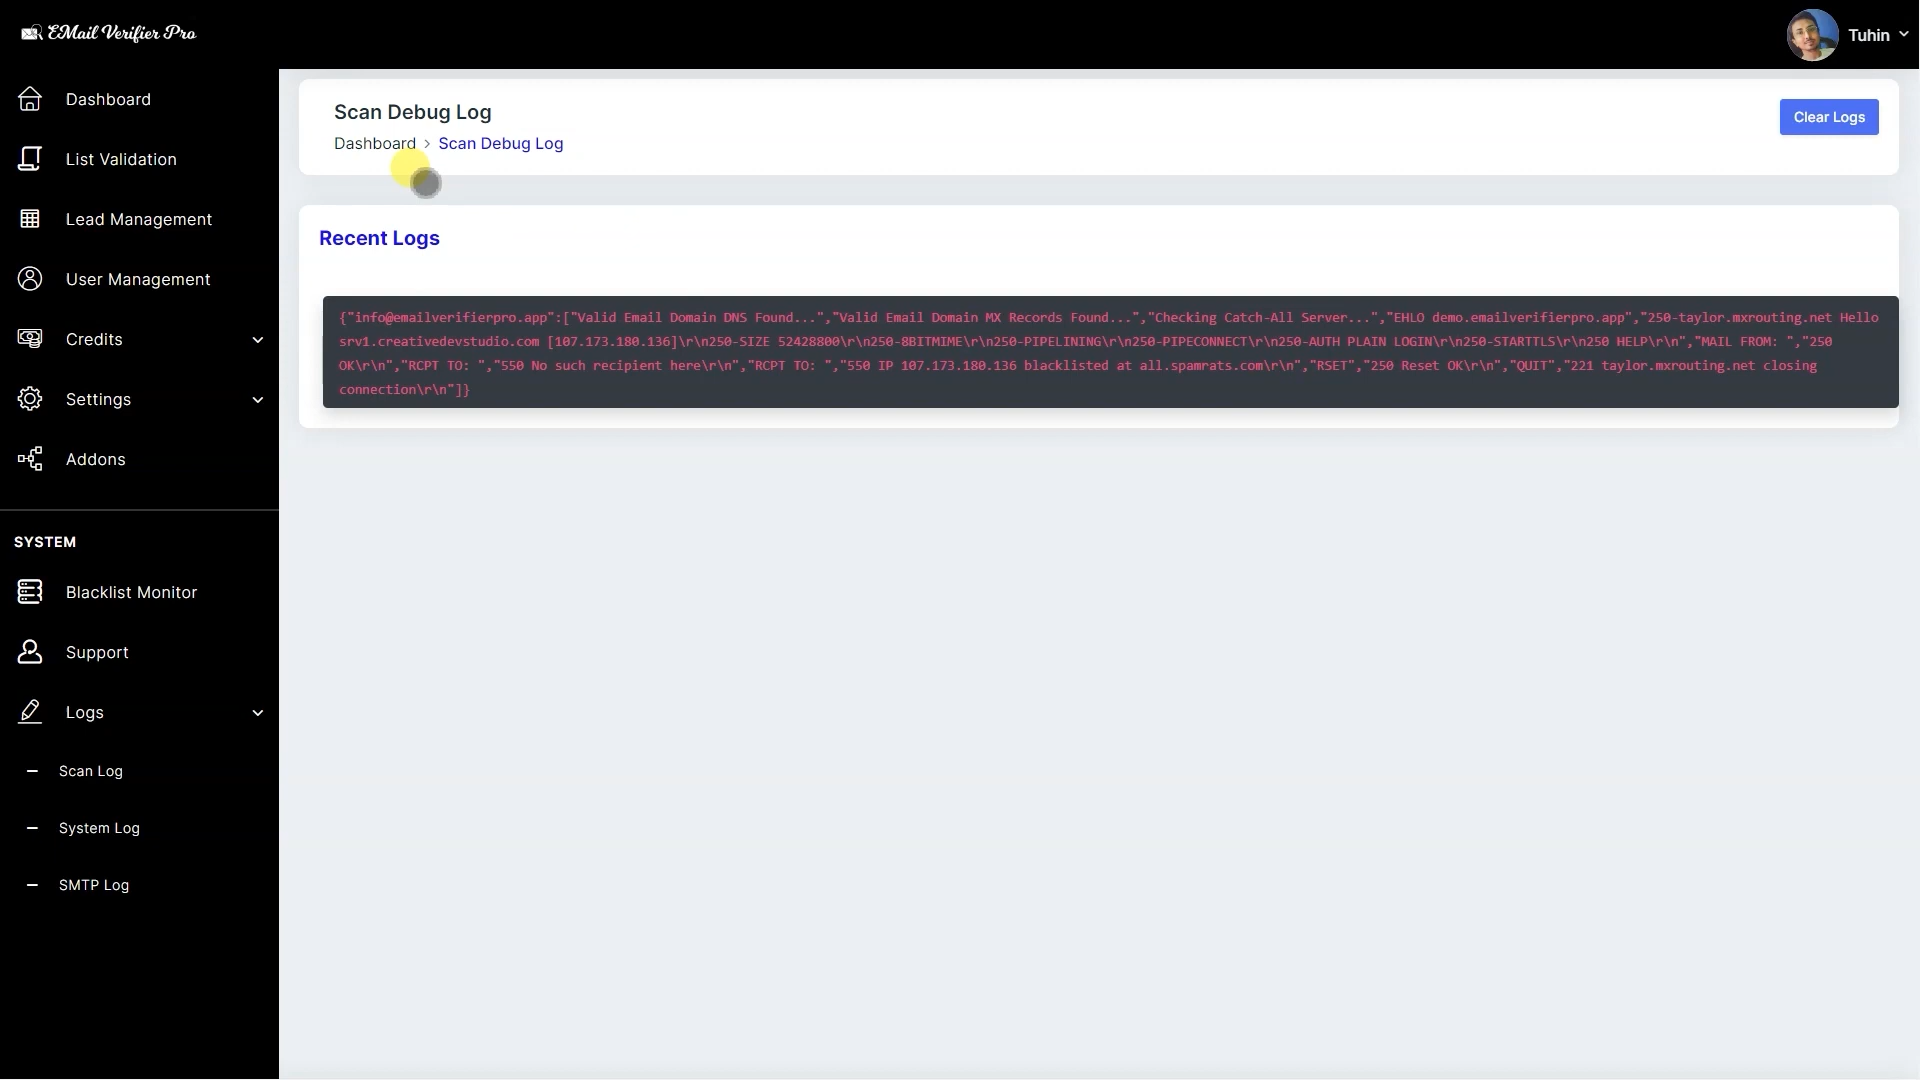 EMail Verifier Pro
Tuhin
Dashboard
List Validation
Lead Management
User Management
Credits
Settings
Addons
SYSTEM
Blacklist Monitor
Support
Logs
Scan Log
System Log
SMTP Log
Scan Debug Log
Dashboard > Scan Debug Log
Clear Logs
Recent Logs
{"info@emailverifierpro.app":["Valid Email Domain DNS Found...","Valid Email Domain MX Records Found...","Checking Catch-All Server...","EHLO demo.emailverifierpro.app","250-taylor.mxrouting.net Hello
srv1.creativedevstudio.com [107.173.180.136]\r\n250-SIZE 52428800\r\n250-8BITMIME\r\n250-PIPELINING\r\n250-PIPECONNECT\r\n250-AUTH PLAIN LOGIN\r\n250-STARTTLS\r\n250 HELP\r\n","MAIL FROM: ","250
OK\r\n","RCPT TO: ","550 No such recipient here\r\n","RCPT TO: ","550 IP 107.173.180.136 blacklisted at all.spamrats.com\r\n","RSET","250 Reset OK\r\n","QUIT","221 taylor.mxrouting.net closing
connection\r\n"]}